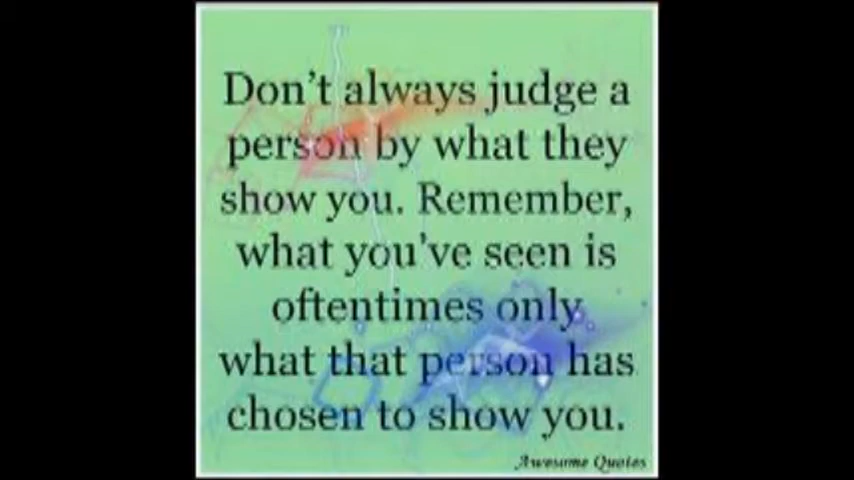 Don't always judge a
person by what they
show you. Remember,
what you've seen is
oftentimes only
what that person has
chosen to show you.
Awesome Quotes